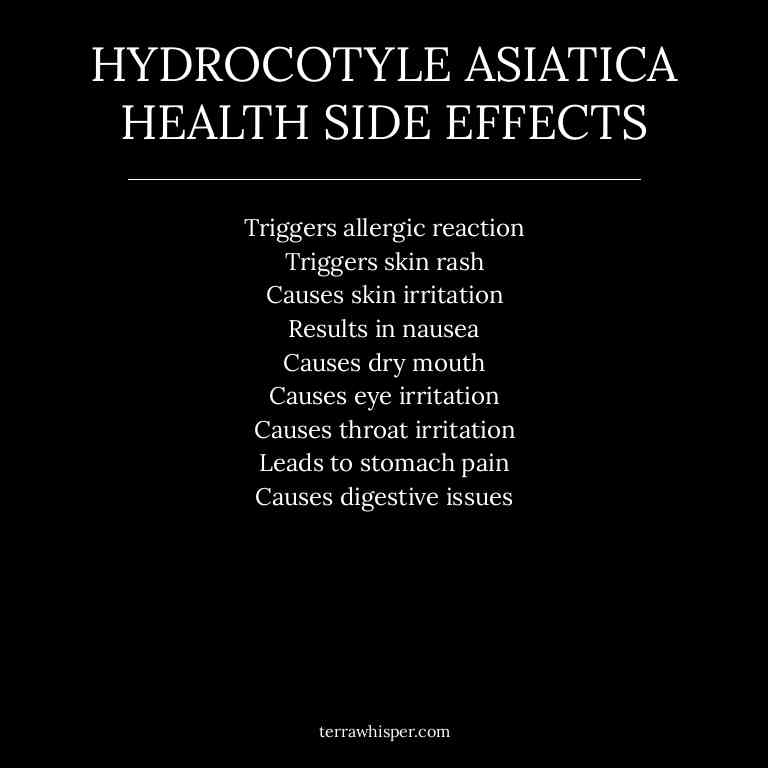 HYDROCOTYLE ASIATICA
HEALTH SIDE EFFECTS
Triggers allergic reaction
Triggers skin rash
Causes skin irritation
Results in nausea
Causes dry mouth
Causes eye irritation
Causes throat irritation
Leads to stomach pain
Causes digestive issues
terrawhisper.com